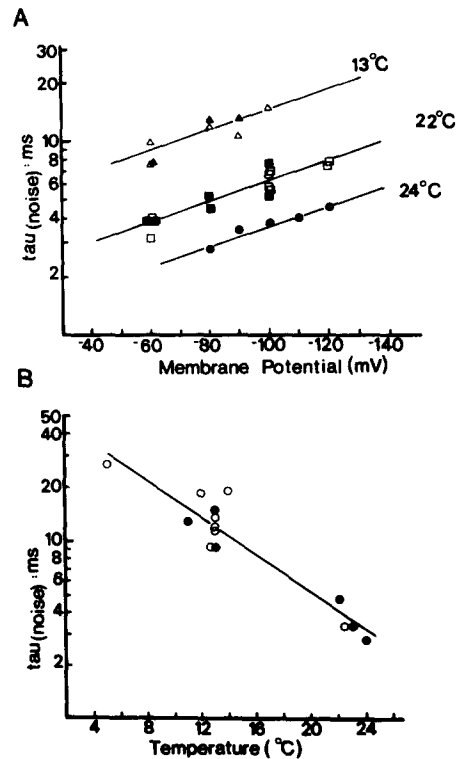 A
30
20
10
8
6
4
2
tau(noise):ms
13°C
22°C
24°C
-40 -60 -80 -100 -120 -140
Membrane Potential (mV)
B
50
40
20
10
8
6
4
2
tau(noise):ms
4 8 12 16 20 24
Temperature (°C)